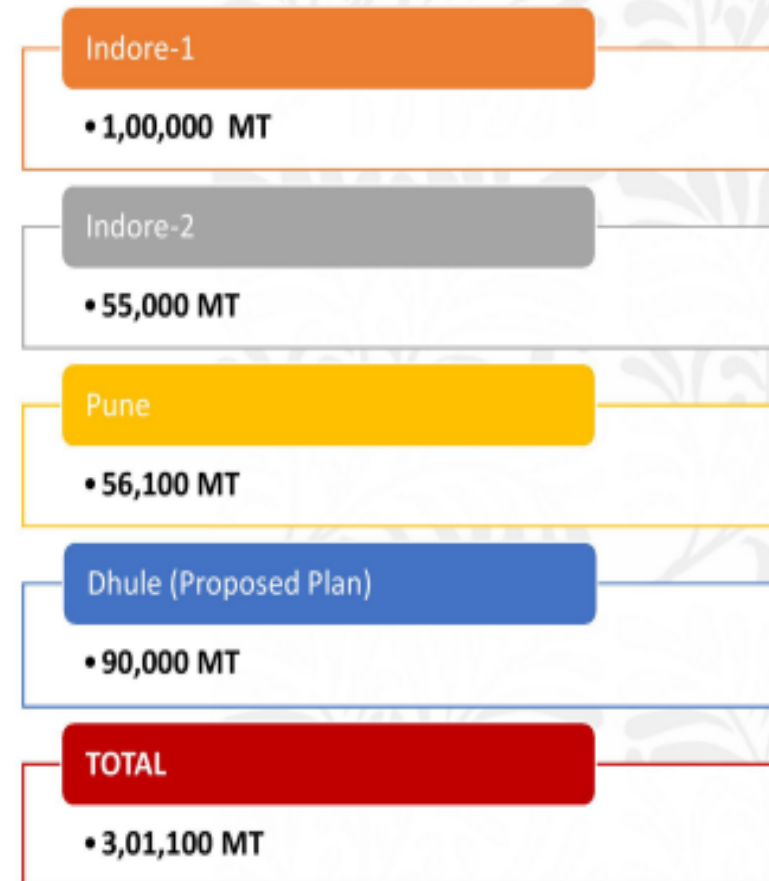 Indore-1
• 1,00,000 MT
Indore-2
• 55,000 MT
Pune
• 56,100 MT
Dhule (Proposed Plan)
• 90,000 MT
TOTAL
• 3,01,100 MT